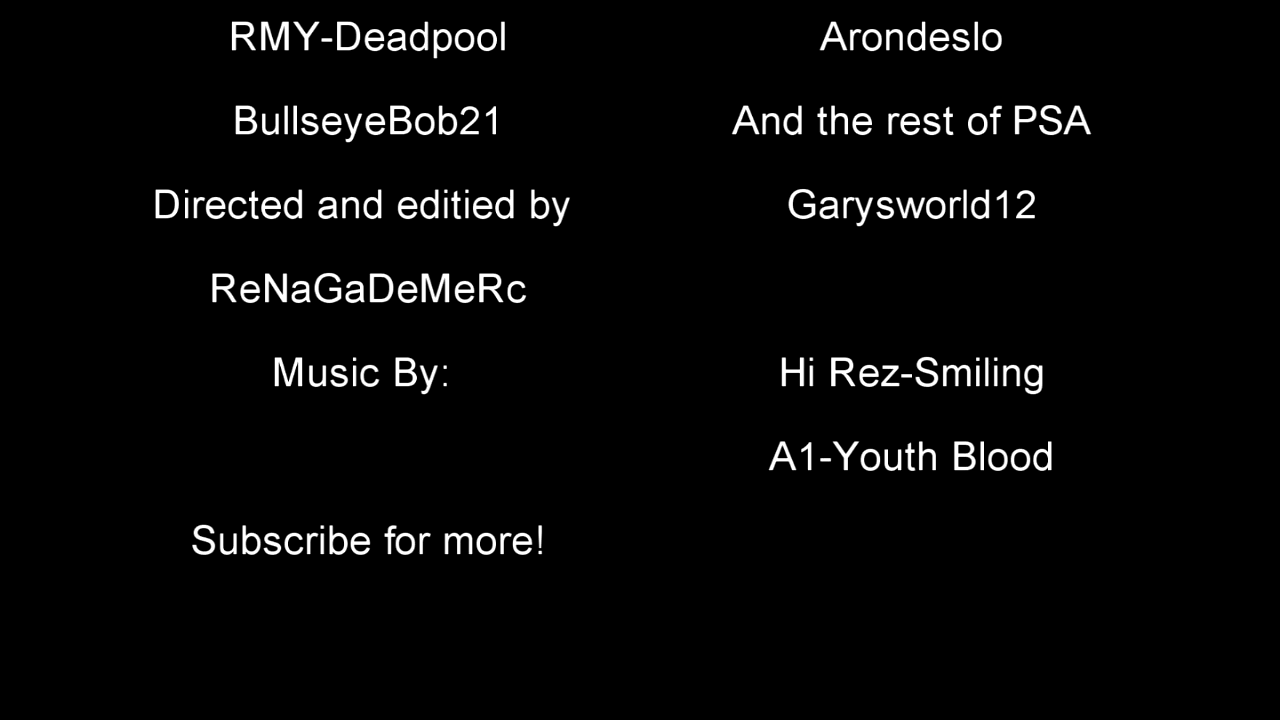 RMY-Deadpool Arondeslo
BullseyeBob21 And the rest of PSA
Directed and editied by Garysworld12
ReNaGaDeMeRc
Music By: Hi Rez-Smiling
A1-Youth Blood
Subscribe for more!